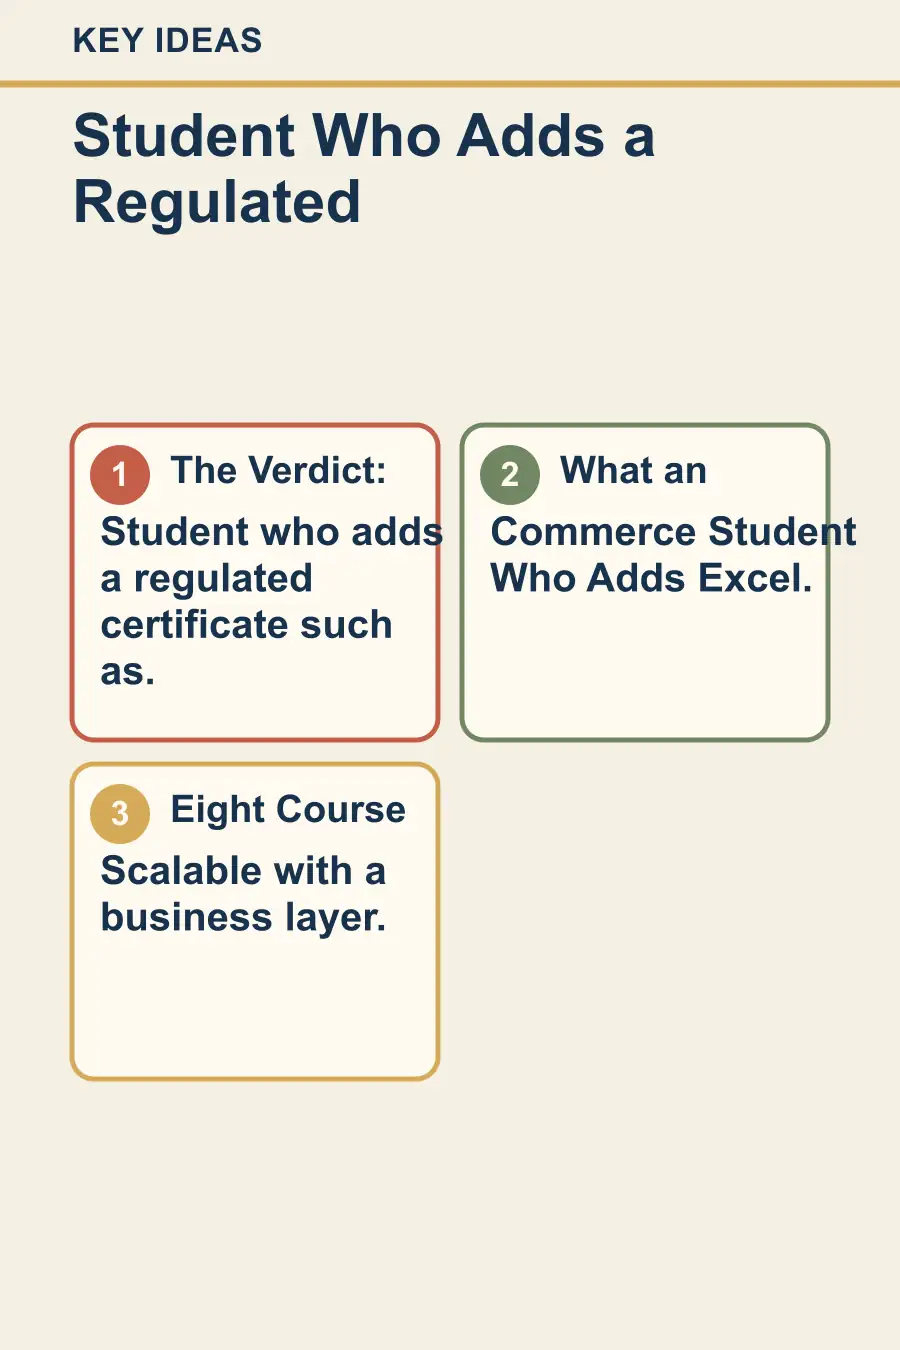 KEY IDEAS
Student Who Adds a
Regulated
1 The Verdict:
Student who adds
a regulated
certificate such
as.
2 What an
Commerce Student
Who Adds Excel.
3 Eight Course
Scalable with a
business layer.